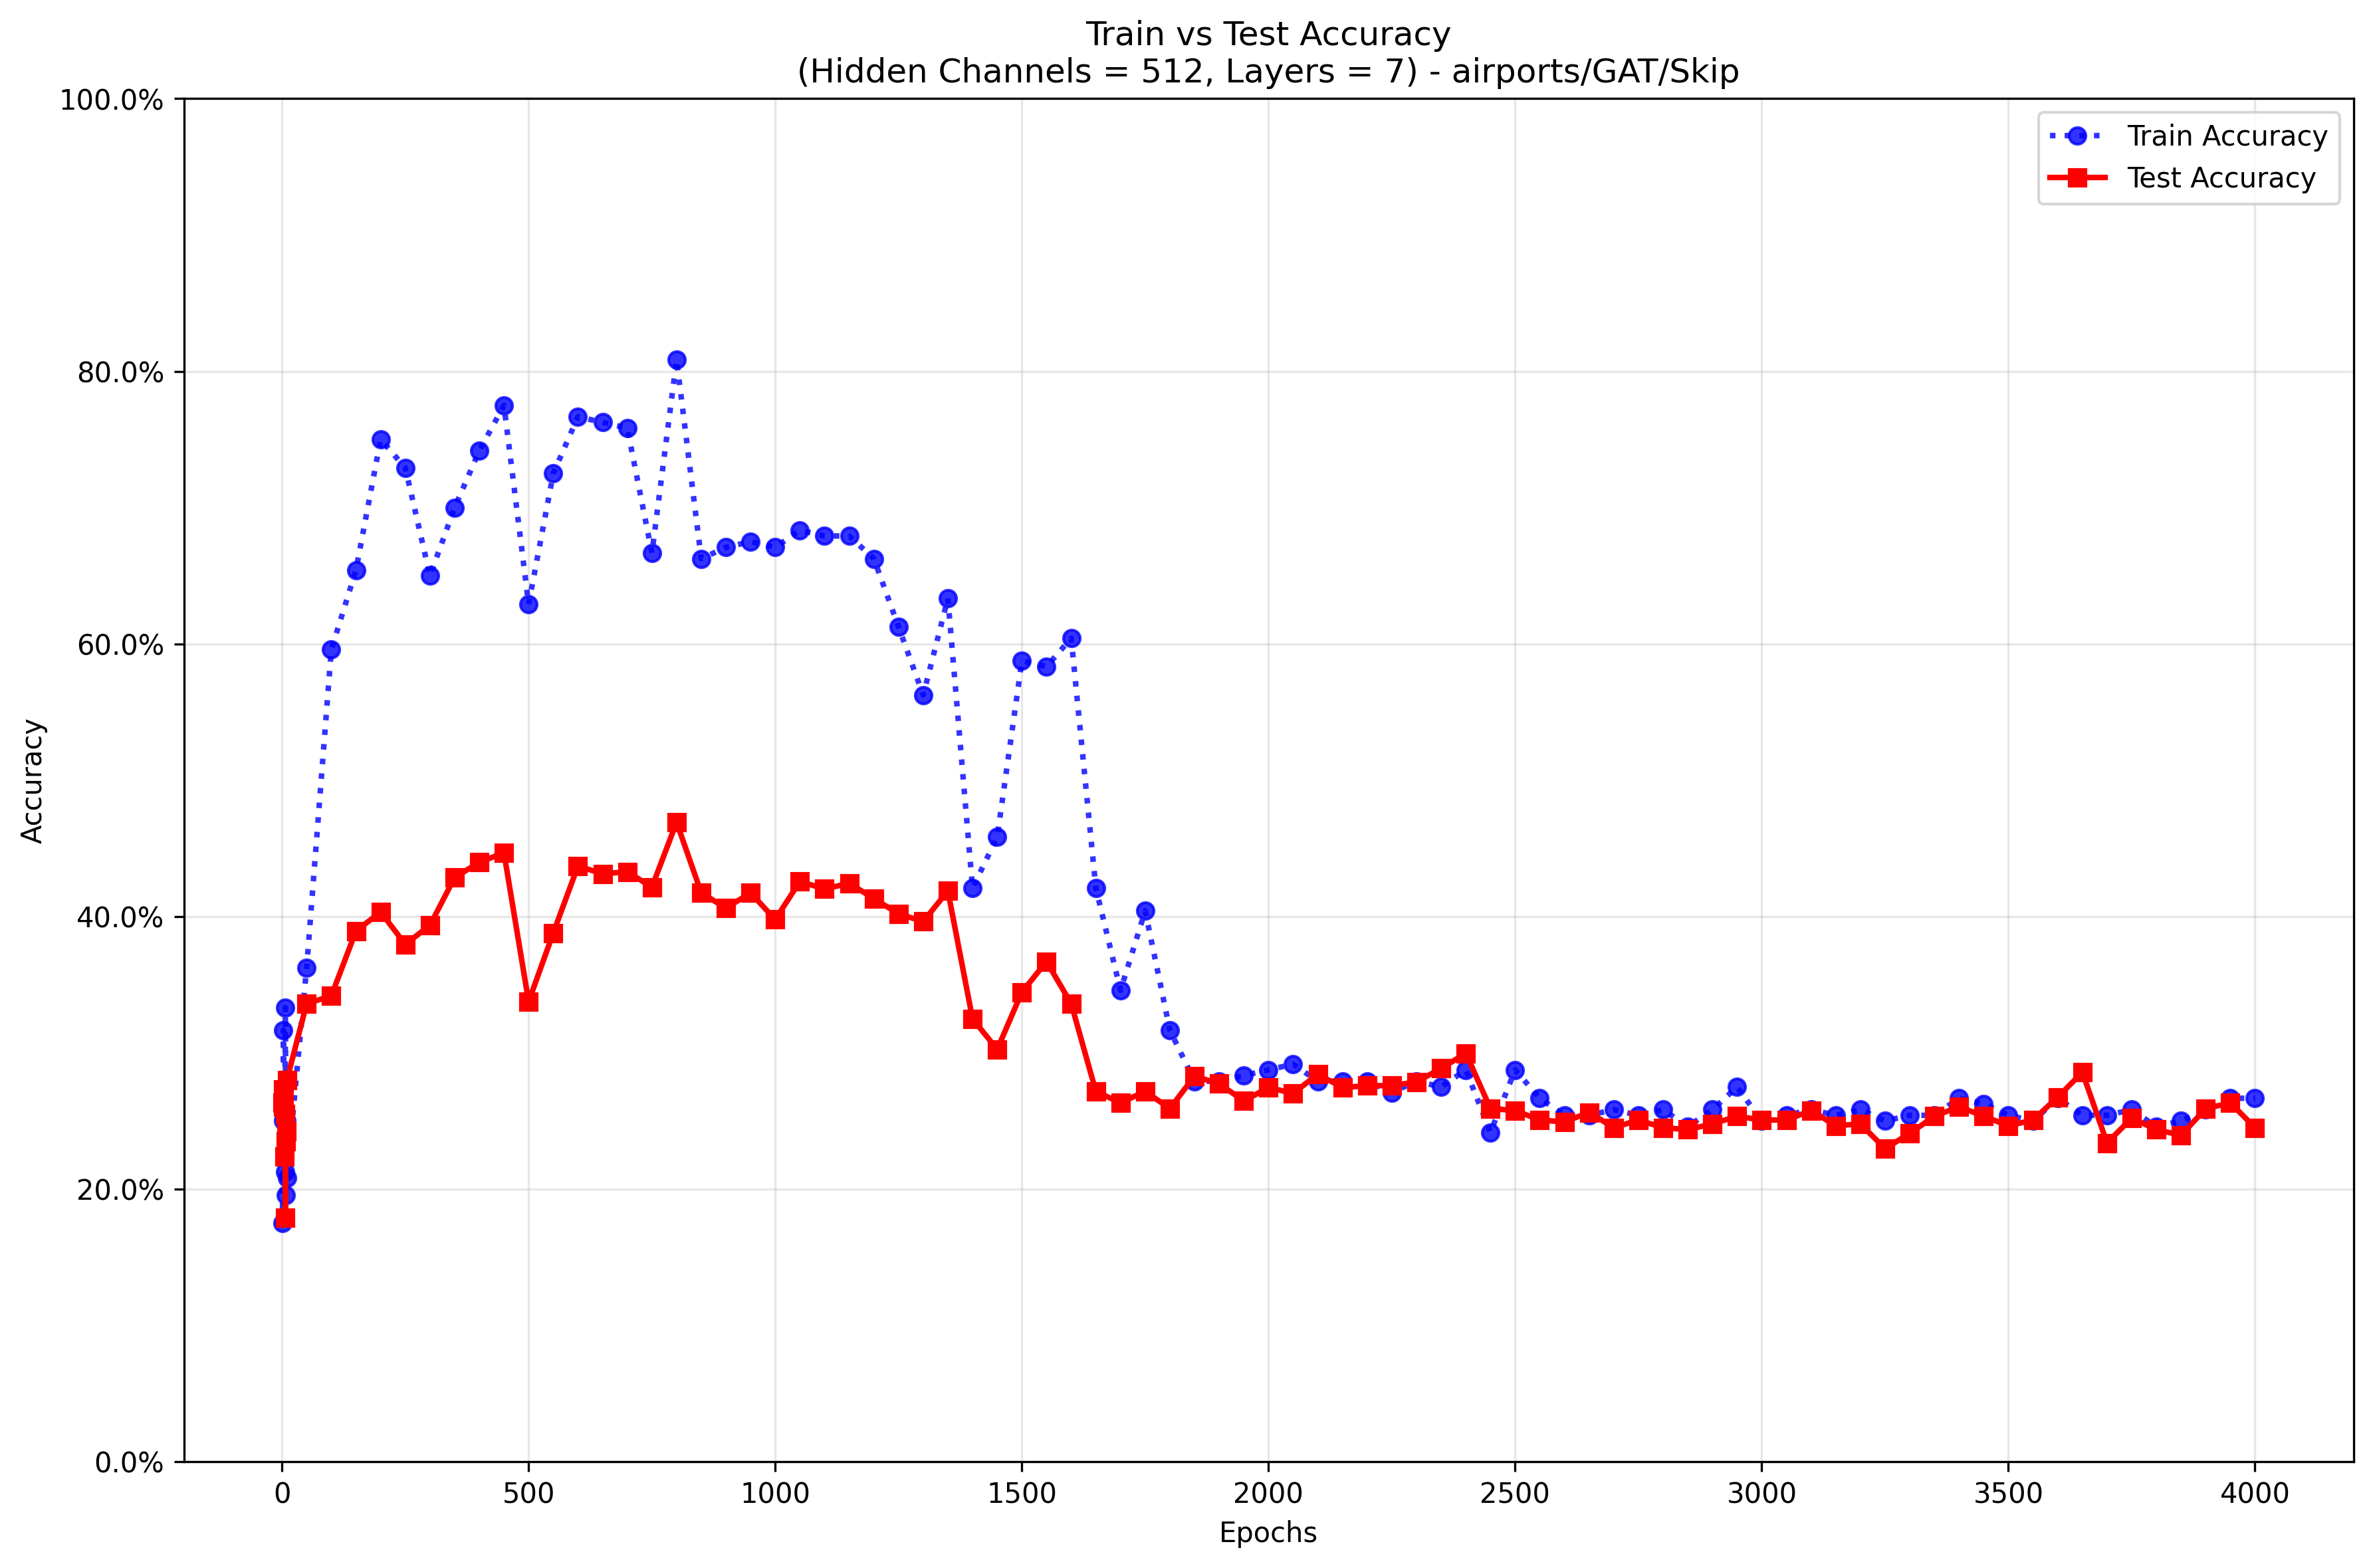 Train vs Test Accuracy
(Hidden Channels = 512, Layers = 7) - airports/GAT/Skip
100.0%
80.0%
60.0%
40.0%
20.0%
0.0%
Accuracy
Train Accuracy
Test Accuracy
0
500
1000
1500
2000
2500
3000
3500
4000
Epochs